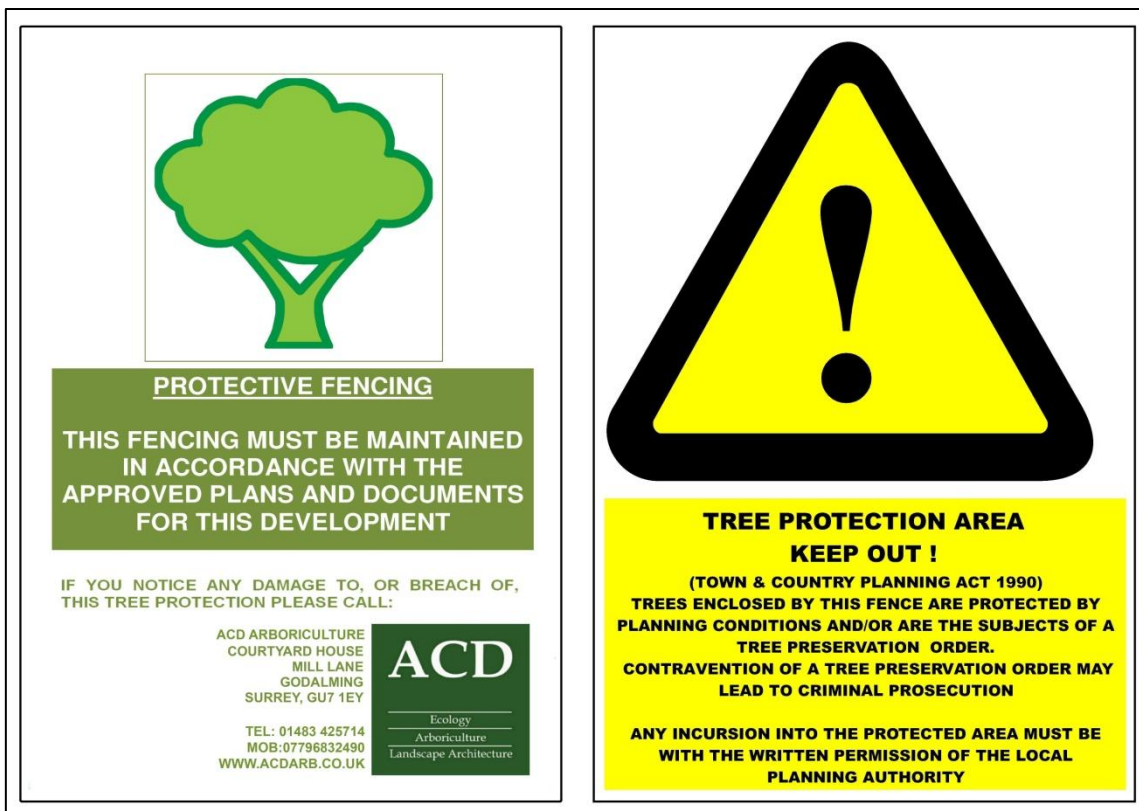 PROTECTIVE FENCING
THIS FENCING MUST BE MAINTAINED
IN ACCORDANCE WITH THE
APPROVED PLANS AND DOCUMENTS
FOR THIS DEVELOPMENT
IF YOU NOTICE ANY DAMAGE TO, OR BREACH OF,
THIS TREE PROTECTION PLEASE CALL:
ACD ARBORICULTURE
COURTYARD HOUSE
MILL LANE
GODALMING
SURREY, GU7 1EY
TEL: 01483 425714
MOB:07796832490
WWW.ACDARB.CO.UK
ACD
Ecology
Arboriculture
Landscape Architecture
!
TREE PROTECTION AREA
KEEP OUT !
(TOWN & COUNTRY PLANNING ACT 1990)
TREES ENCLOSED BY THIS FENCE ARE PROTECTED BY
PLANNING CONDITIONS AND/OR ARE THE SUBJECTS OF A
TREE PRESERVATION ORDER.
CONTRAVENTION OF A TREE PRESERVATION ORDER MAY
LEAD TO CRIMINAL PROSECUTION
ANY INCURSION INTO THE PROTECTED AREA MUST BE
WITH THE WRITTEN PERMISSION OF THE LOCAL
PLANNING AUTHORITY